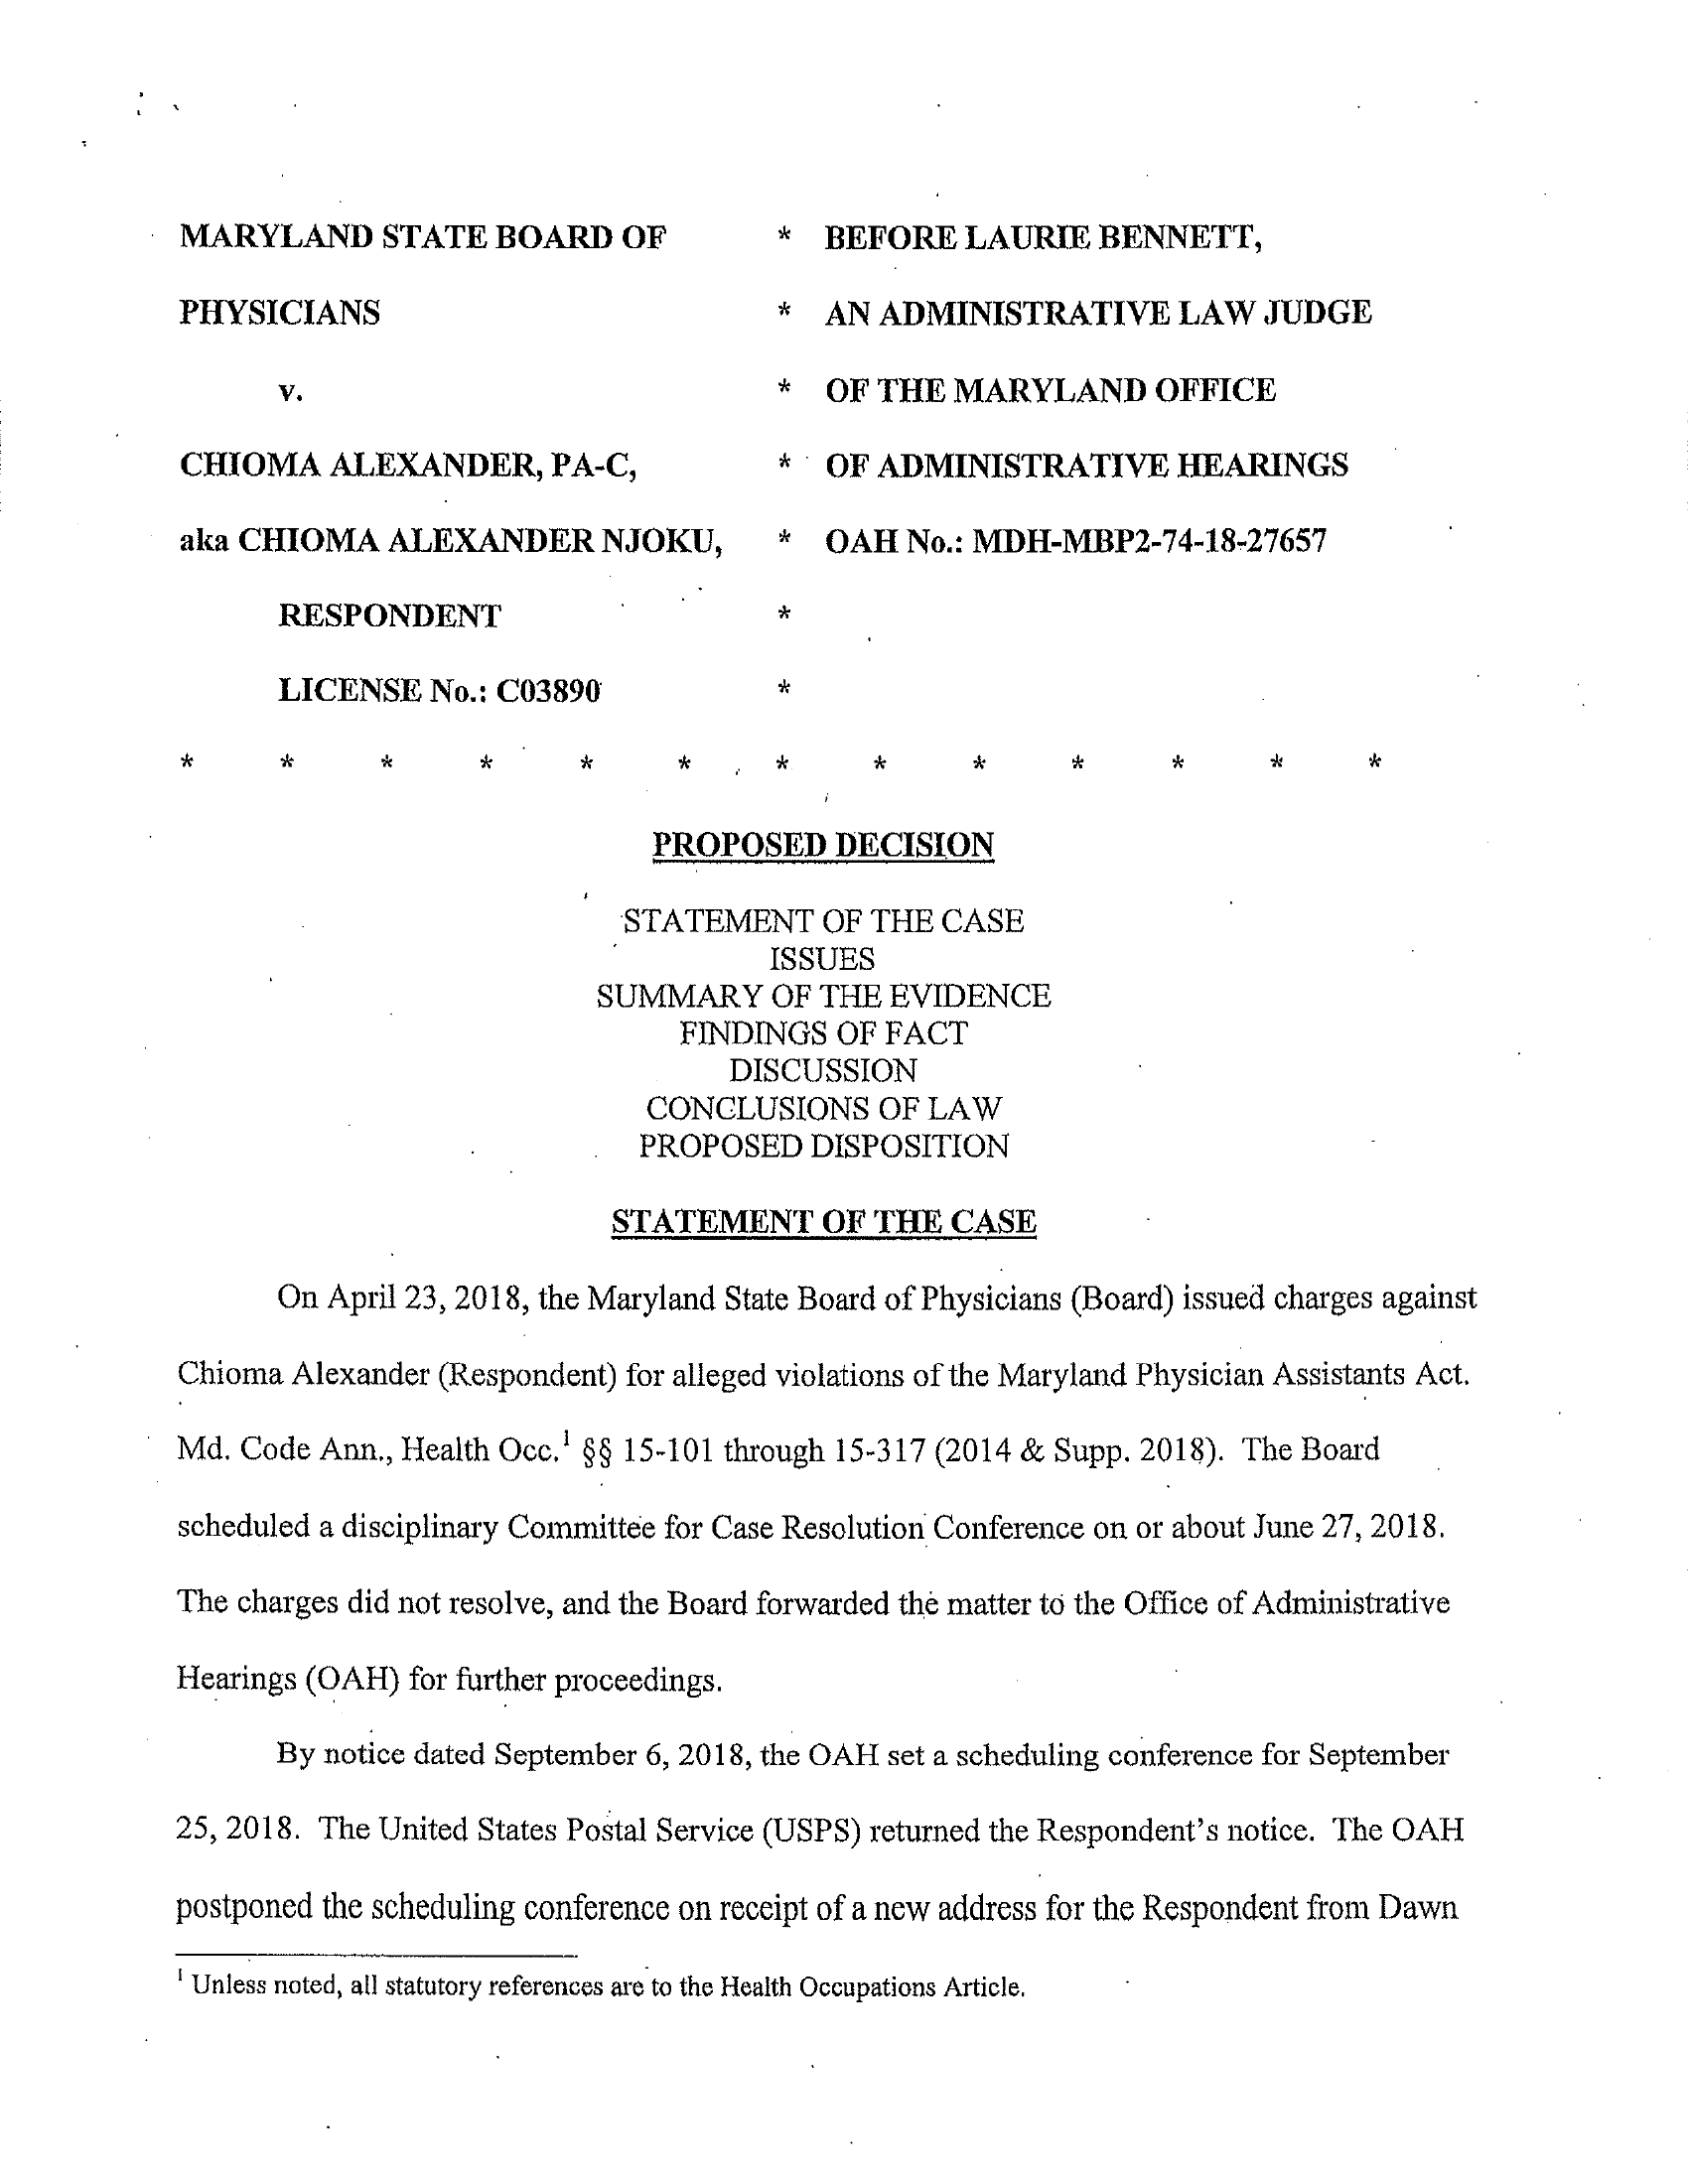 MARYLAND STATE BOARD OF * BEFORE LAURIE BENNETT,
PHYSICIANS * AN ADMINISTRATIVE LAW JUDGE
v. * OF THE MARYLAND OFFICE
CHIOMA ALEXANDER, PA-C, * OF ADMINISTRATIVE HEARINGS
aka CHIOMA ALEXANDER NJOKU, * OAH No.: MDH-MBP2-74-18-27657
RESPONDENT *
LICENSE No.: C03890 *
* * * * * * * * * * * * *
PROPOSED DECISION
STATEMENT OF THE CASE
ISSUES
SUMMARY OF THE EVIDENCE
FINDINGS OF FACT
DISCUSSION
CONCLUSIONS OF LAW
PROPOSED DISPOSITION
STATEMENT OF THE CASE
On April 23, 2018, the Maryland State Board of Physicians (Board) issued charges against
Chioma Alexander (Respondent) for alleged violations of the Maryland Physician Assistants Act.
Md. Code Ann., Health Occ.¹ §§ 15-101 through 15-317 (2014 & Supp. 2018). The Board
scheduled a disciplinary Committee for Case Resolution Conference on or about June 27, 2018.
The charges did not resolve, and the Board forwarded the matter to the Office of Administrative
Hearings (OAH) for further proceedings.
By notice dated September 6, 2018, the OAH set a scheduling conference for September
25, 2018. The United States Postal Service (USPS) returned the Respondent's notice. The OAH
postponed the scheduling conference on receipt of a new address for the Respondent from Dawn
¹ Unless noted, all statutory references are to the Health Occupations Article.